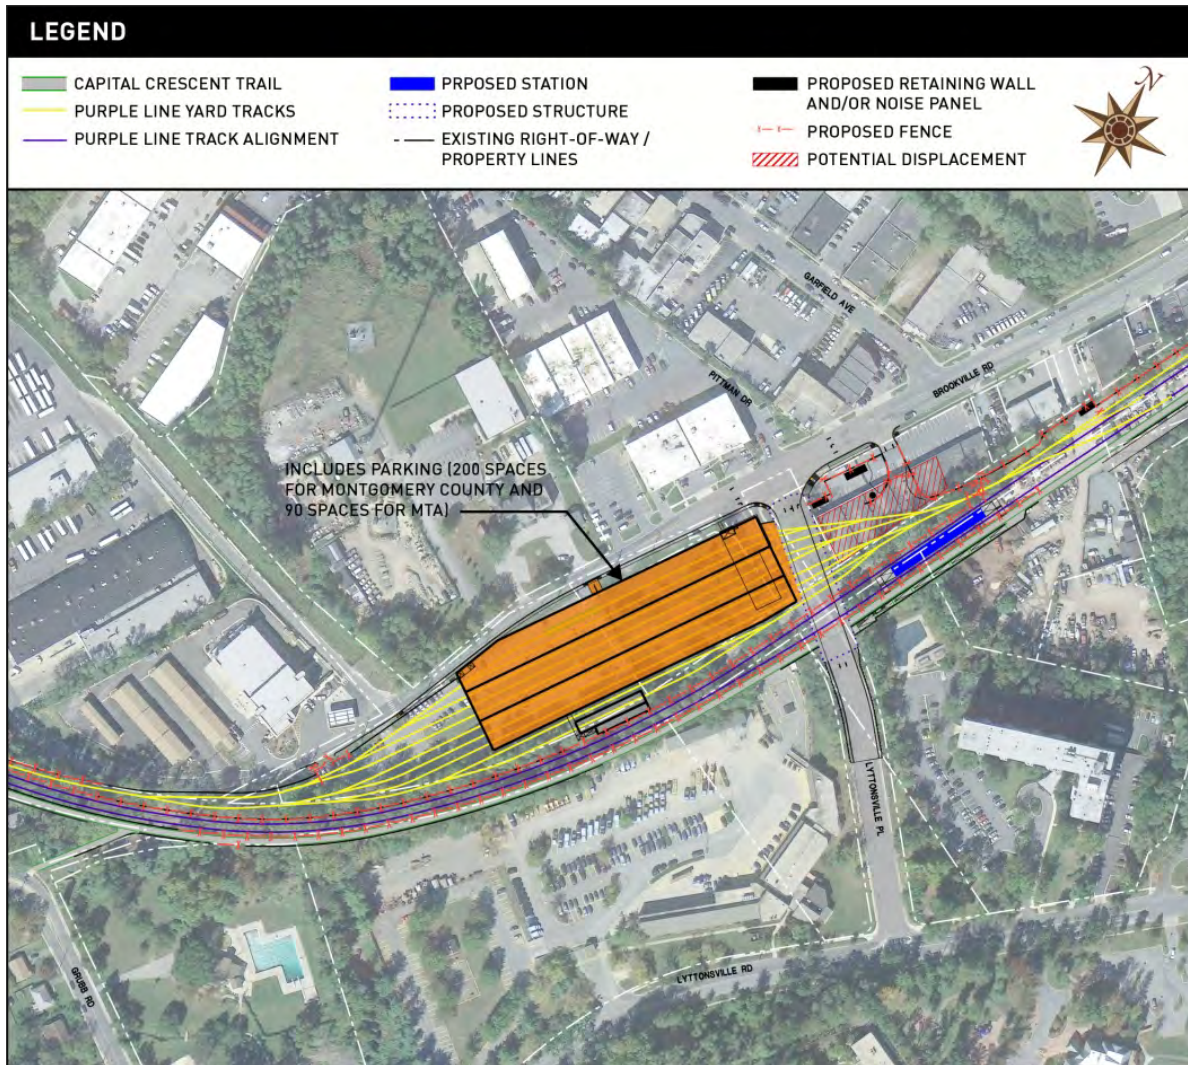 LEGEND
CAPITAL CRESCENT TRAIL
PURPLE LINE YARD TRACKS
PURPLE LINE TRACK ALIGNMENT
PRPOSED STATION
PROPOSED STRUCTURE
EXISTING RIGHT-OF-WAY /
PROPERTY LINES
PROPOSED RETAINING WALL
AND/OR NOISE PANEL
PROPOSED FENCE
POTENTIAL DISPLACEMENT
N
GARFIELD AVE
BROOKVILLE RD
PITTMAN DR
INCLUDES PARKING (200 SPACES
FOR MONTGOMERY COUNTY AND
90 SPACES FOR MTA)
LYTTONSVILLE PL
LYTTONSVILLE RD
GRUBB RD